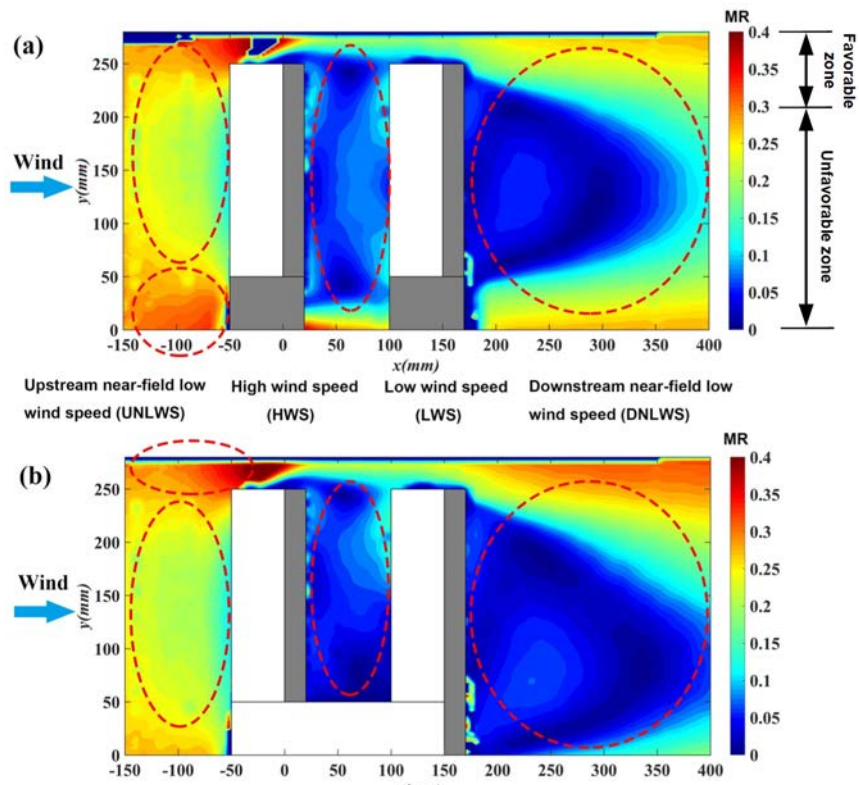 (a)
MR
0.4
0.35
0.3
0.25
0.2
0.15
0.1
0.05
0
Favorable zone
Unfavorable zone
250
200
150
100
50
0
y(mm)
Wind
-150 -100 -50 0 50 100 150 200 250 300 350 400
x(mm)
Upstream near-field low wind speed (UNLWS)
High wind speed (HWS)
Low wind speed (LWS)
Downstream near-field low wind speed (DNLWS)
(b)
MR
0.4
0.35
0.3
0.25
0.2
0.15
0.1
0.05
0
250
200
150
100
50
0
y(mm)
Wind
-150 -100 -50 0 50 100 150 200 250 300 350 400